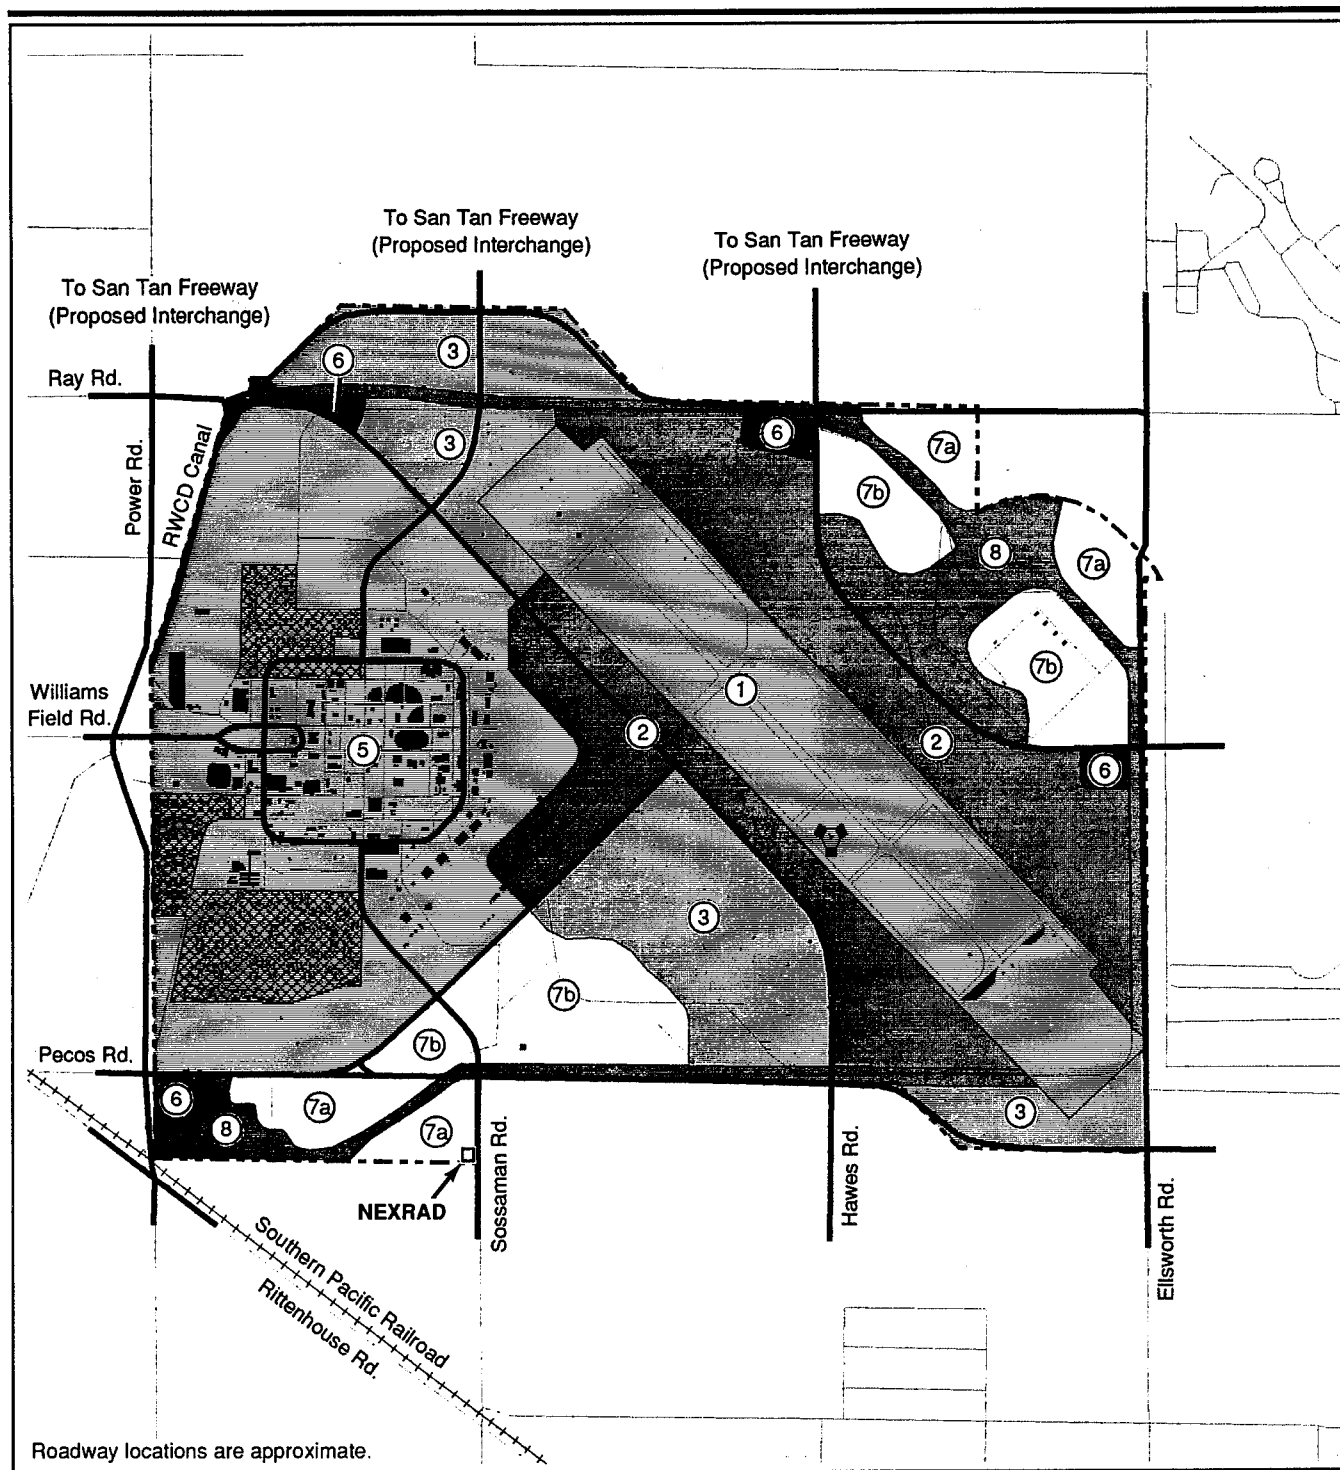 To San Tan Freeway
(Proposed Interchange)
To San Tan Freeway
(Proposed Interchange)
To San Tan Freeway
(Proposed Interchange)
6
3
Ray Rd.
3
6
7a
Power Rd.
RWCD Canal
7b
8
7a
7b
1
Williams
Field Rd.
5
2
2
6
3
7b
7b
Pecos Rd.
6
7a
8
7a
3
NEXRAD
Sossaman Rd.
Hawes Rd.
Ellsworth Rd.
Southern Pacific Railroad
Rittenhouse Rd.
Roadway locations are approximate.